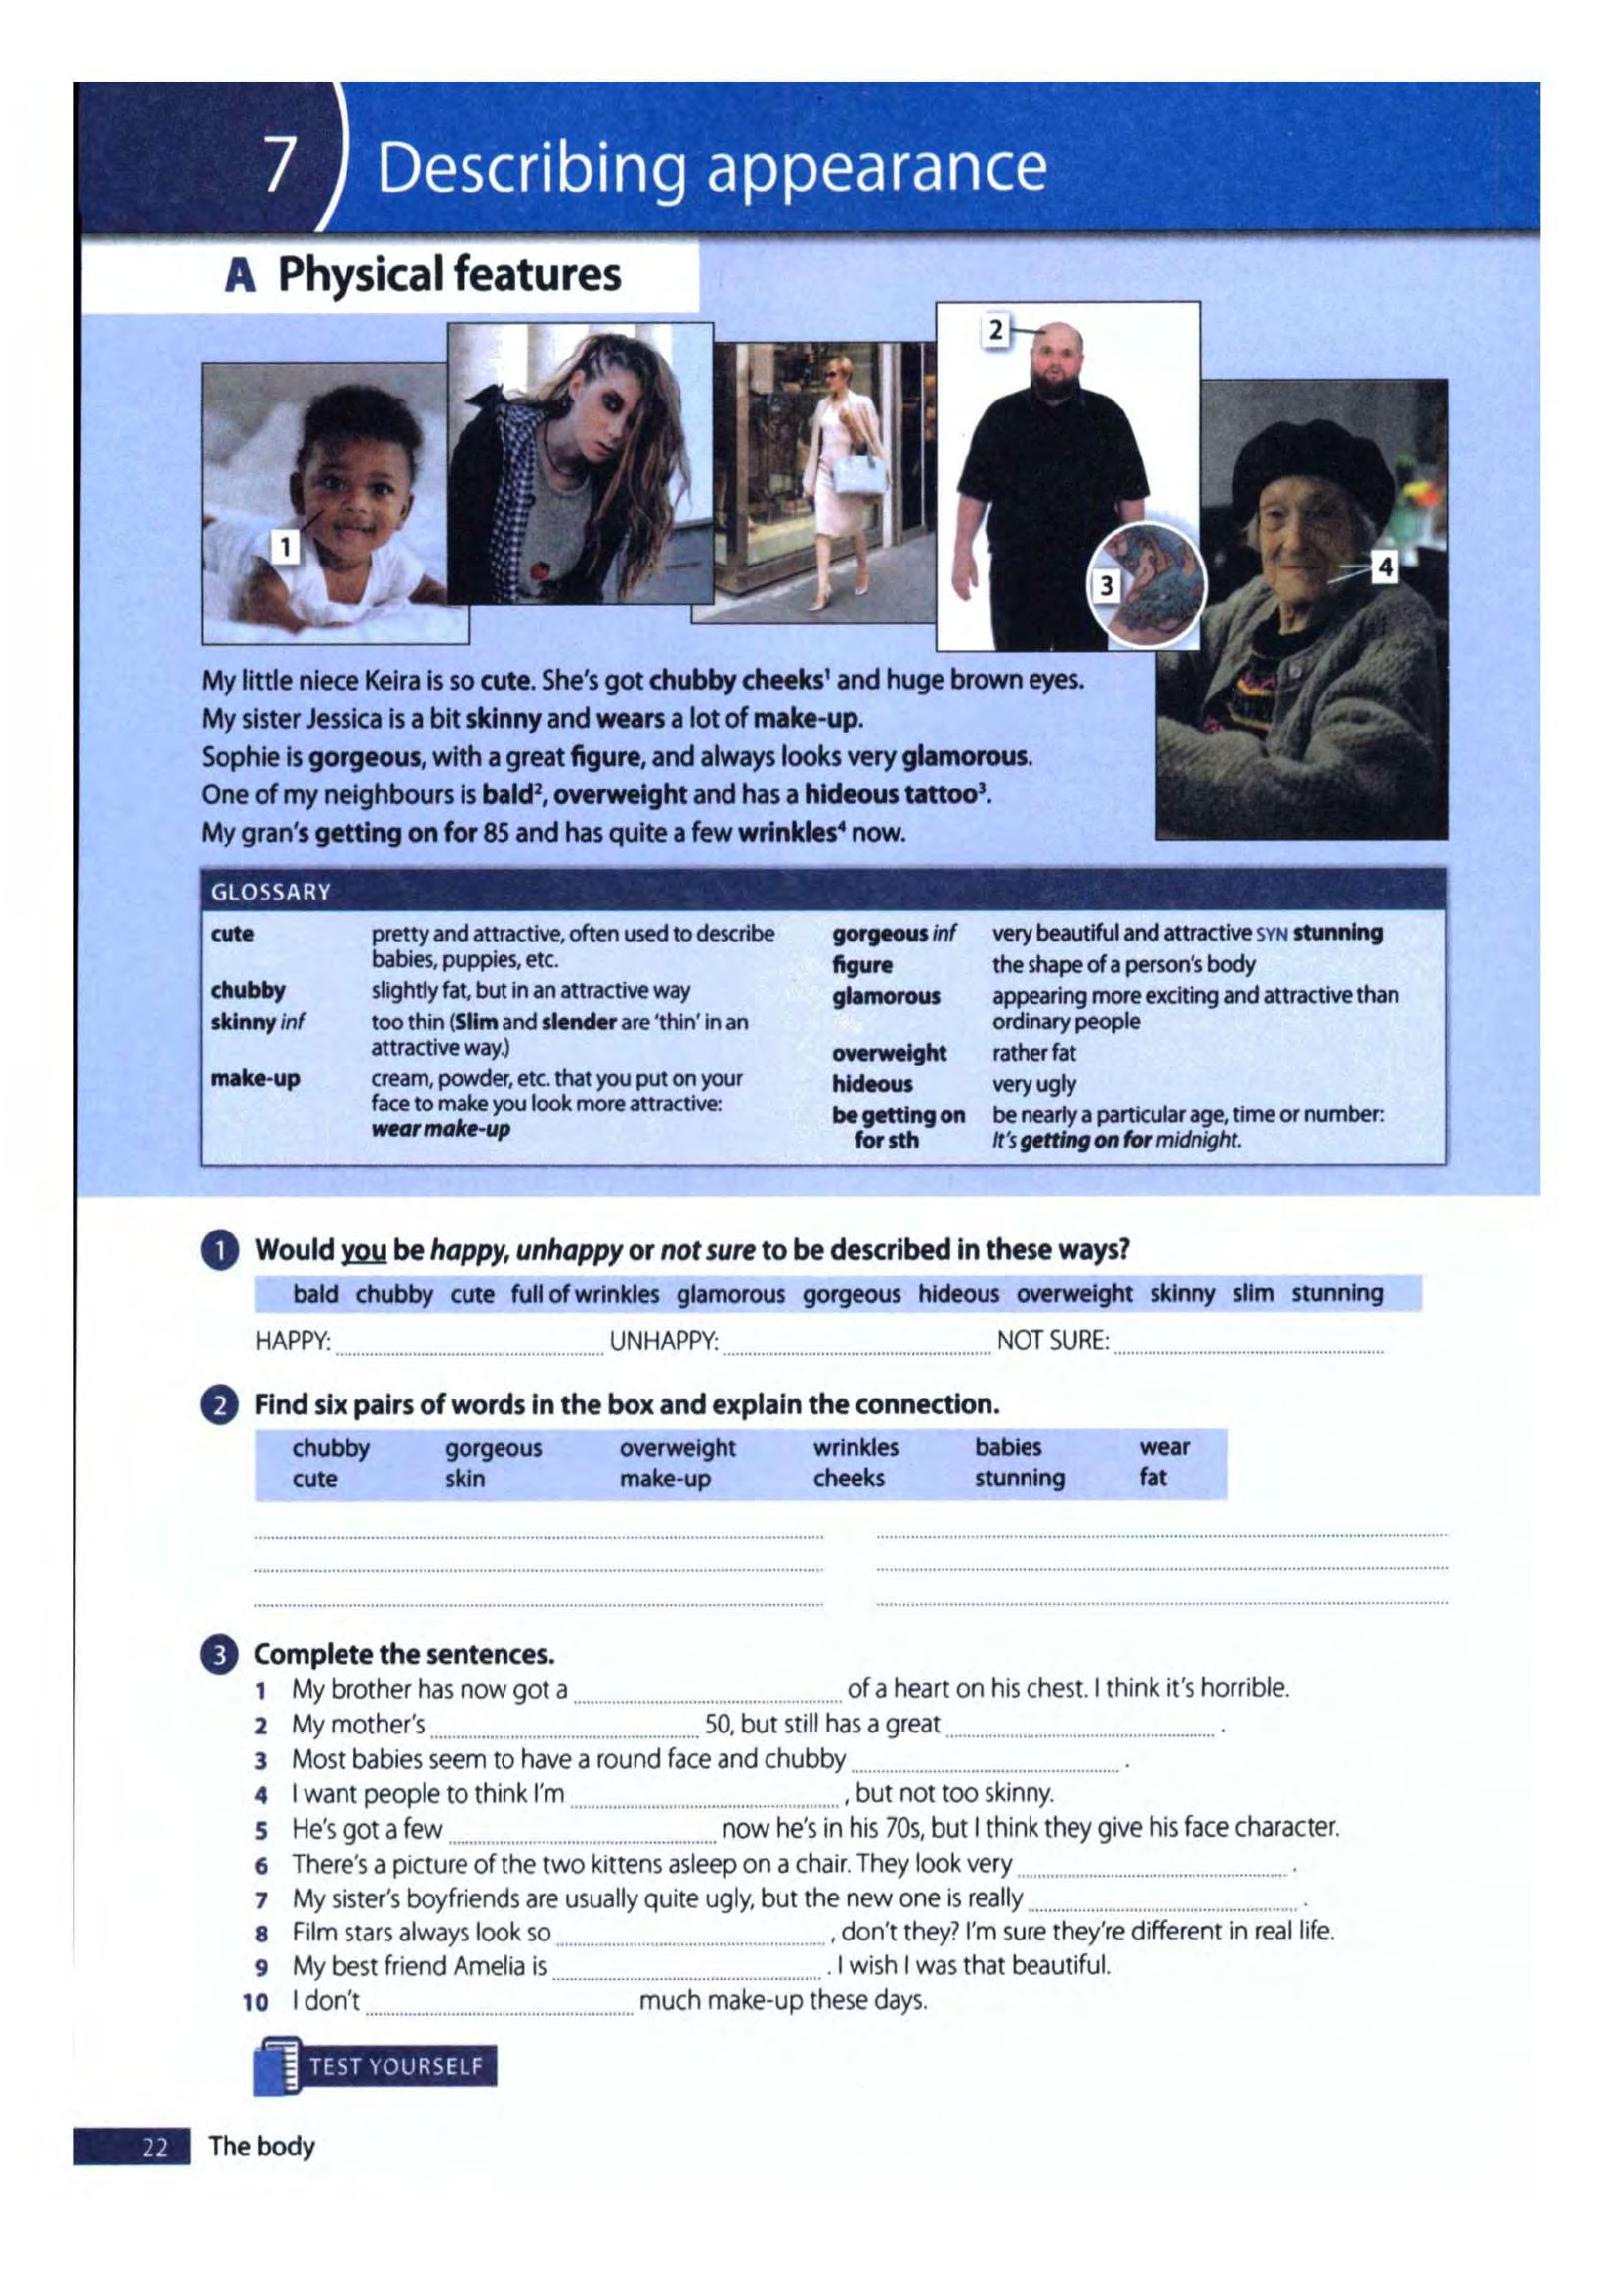 7 Describing appearance
A Physical features
1
2
3
4
My little niece Keira is so cute. She's got chubby cheeks¹ and huge brown eyes.
My sister Jessica is a bit skinny and wears a lot of make-up.
Sophie is gorgeous, with a great figure, and always looks very glamorous.
One of my neighbours is bald², overweight and has a hideous tattoo³.
My gran's getting on for 85 and has quite a few wrinkles⁴ now.
GLOSSARY
cute pretty and attractive, often used to describe
babies, puppies, etc.
chubby slightly fat, but in an attractive way
skinny inf too thin (Slim and slender are 'thin' in an
attractive way.)
make-up cream, powder, etc. that you put on your
face to make you look more attractive:
wear make-up
gorgeous inf very beautiful and attractive SYN stunning
figure the shape of a person's body
glamorous appearing more exciting and attractive than
ordinary people
overweight rather fat
hideous very ugly
be getting on be nearly a particular age, time or number:
for sth It's getting on for midnight.
1 Would you be happy, unhappy or not sure to be described in these ways?
bald chubby cute full of wrinkles glamorous gorgeous hideous overweight skinny slim stunning
HAPPY: UNHAPPY: NOT SURE:
2 Find six pairs of words in the box and explain the connection.
chubby gorgeous overweight wrinkles babies wear
cute skin make-up cheeks stunning fat
3 Complete the sentences.
1 My brother has now got a of a heart on his chest. I think it's horrible.
2 My mother's 50, but still has a great .
3 Most babies seem to have a round face and chubby .
4 I want people to think I'm , but not too skinny.
5 He's got a few now he's in his 70s, but I think they give his face character.
6 There's a picture of the two kittens asleep on a chair. They look very .
7 My sister's boyfriends are usually quite ugly, but the new one is really .
8 Film stars always look so , don't they? I'm sure they're different in real life.
9 My best friend Amelia is . I wish I was that beautiful.
10 I don't much make-up these days.
TEST YOURSELF
22 The body